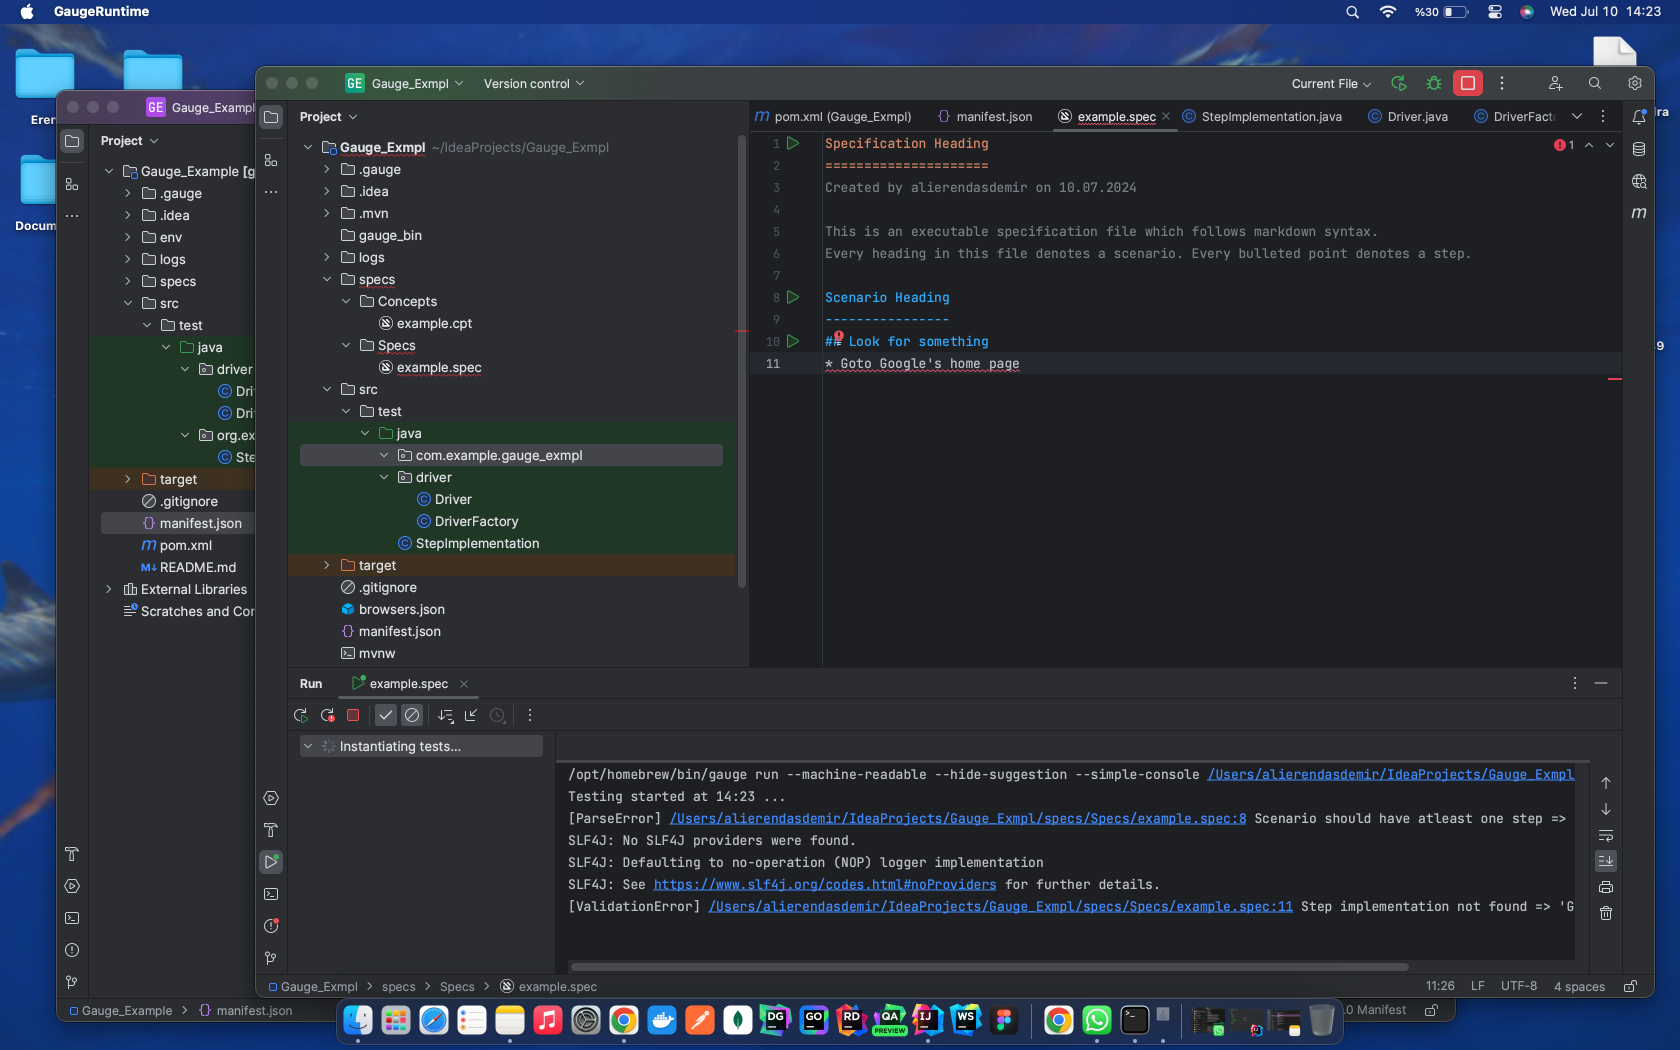 GaugeRuntime
%30
Wed Jul 10 14:23
Eren
Docum
GE Gauge_Example
Project
Gauge_Example [g
.gauge
.idea
env
logs
specs
src
test
java
driver
Dri
Dri
org.ex
Ste
target
.gitignore
manifest.json
pom.xml
README.md
External Libraries
Scratches and Cor
Gauge_Example > manifest.json
GE Gauge_Exmpl
Version control
Current File
Project
Gauge_Exmpl ~/IdeaProjects/Gauge_Exmpl
.gauge
.idea
.mvn
gauge_bin
logs
specs
Concepts
example.cpt
Specs
example.spec
src
test
java
com.example.gauge_exmpl
driver
Driver
DriverFactory
StepImplementation
target
.gitignore
browsers.json
manifest.json
mvnw
pom.xml (Gauge_Exmpl)
manifest.json
example.spec
StepImplementation.java
Driver.java
DriverFact
1 Specification Heading
2 =====================
3 Created by alierendasdemir on 10.07.2024
4
5 This is an executable specification file which follows markdown syntax.
6 Every heading in this file denotes a scenario. Every bulleted point denotes a step.
7
8 Scenario Heading
9 ----------------
10 ## Look for something
11 * Goto Google's home page
1
Run
example.spec
Instantiating tests...
/opt/homebrew/bin/gauge run --machine-readable --hide-suggestion --simple-console /Users/alierendasdemir/IdeaProjects/Gauge_Exmpl
Testing started at 14:23 ...
[ParseError] /Users/alierendasdemir/IdeaProjects/Gauge_Exmpl/specs/Specs/example.spec:8 Scenario should have atleast one step =>
SLF4J: No SLF4J providers were found.
SLF4J: Defaulting to no-operation (NOP) logger implementation
SLF4J: See https://www.slf4j.org/codes.html#noProviders for further details.
[ValidationError] /Users/alierendasdemir/IdeaProjects/Gauge_Exmpl/specs/Specs/example.spec:11 Step implementation not found => 'G
Gauge_Exmpl > specs > Specs > example.spec
11:26 LF UTF-8 4 spaces
.0 Manifest
DG GO RD QA PREVIEW IJ WS